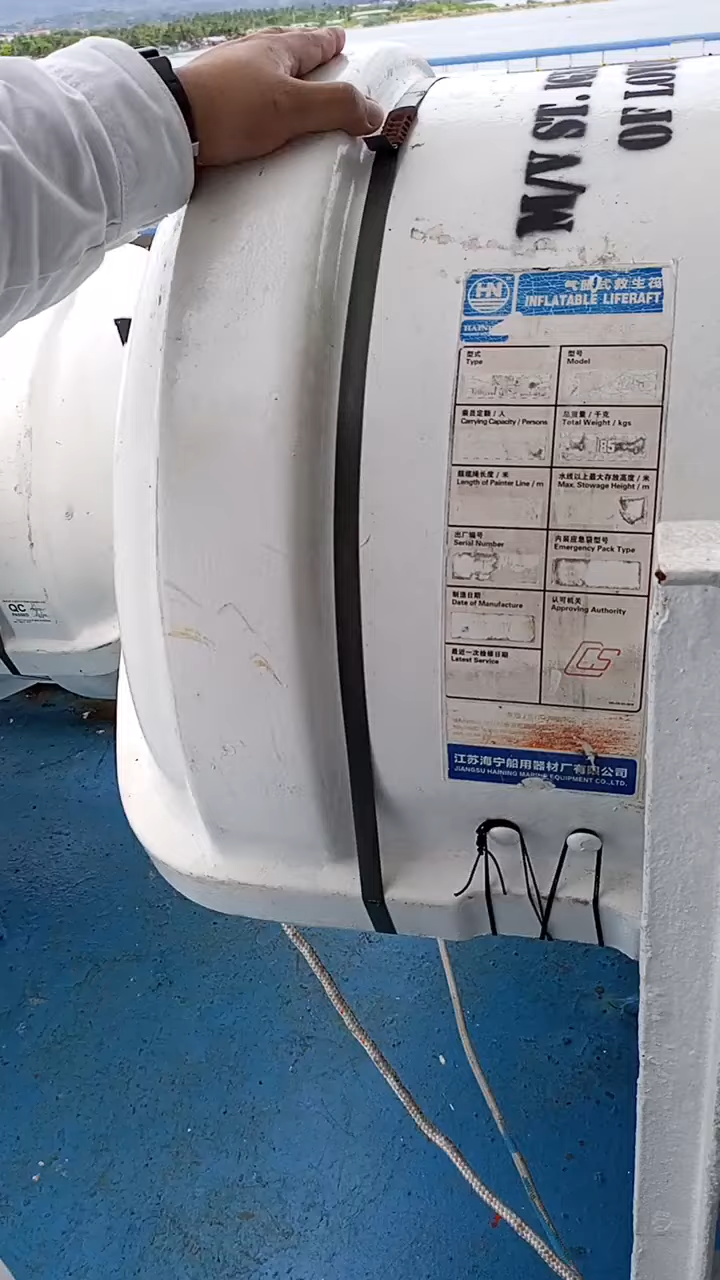 M/V ST.
OF
HN
气胀式救生筏
INFLATABLE LIFERAFT
型式
Type
型号
Model
乘员定额 / 人
Carrying Capacity / Persons
总重量 / 千克
Total Weight / kgs
185
艏缆绳长度 / 米
Length of Painter Line / m
水线以上最大存放高度 / 米
Max. Stowage Height / m
出厂编号
Serial Number
内装应急袋型号
Emergency Pack Type
制造日期
Date of Manufacture
认可机关
Approving Authority
最近一次检修日期
Latest Service
江苏海宁船用器材厂有限公司
JIANGSU HAINING MARINE EQUIPMENT CO.,LTD.
QC